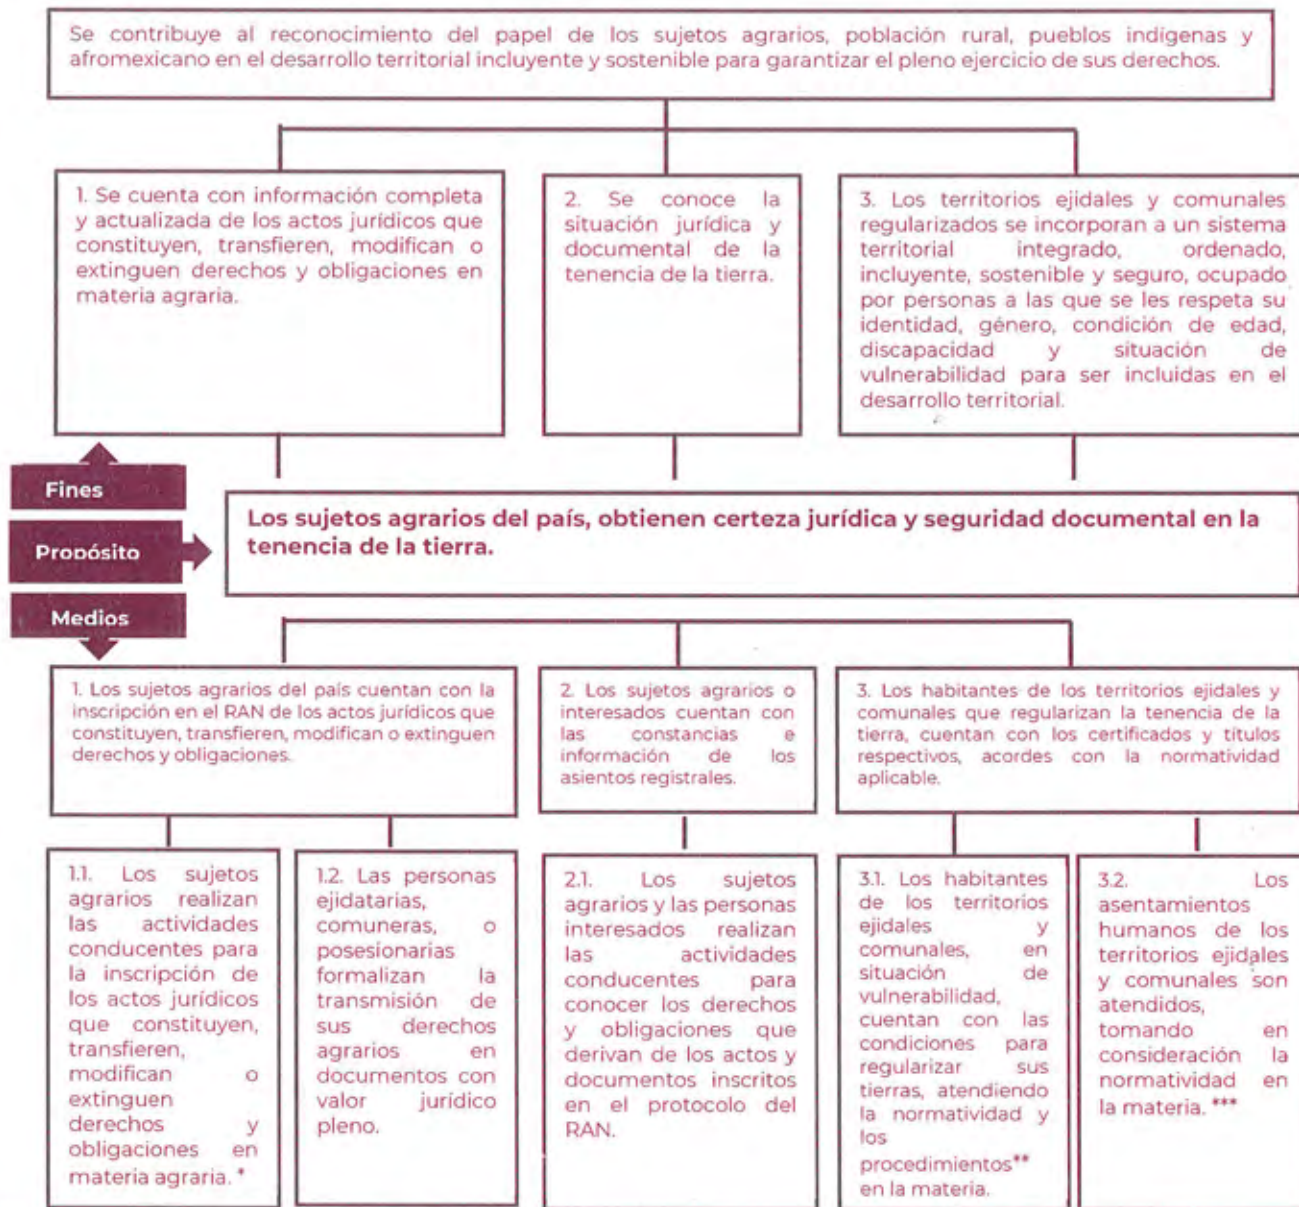 Se contribuye al reconocimiento del papel de los sujetos agrarios, población rural, pueblos indígenas y
afromexicano en el desarrollo territorial incluyente y sostenible para garantizar el pleno ejercicio de sus derechos.
1. Se cuenta con información completa
y actualizada de los actos jurídicos que
constituyen, transfieren, modifican o
extinguen derechos y obligaciones en
materia agraria.
2. Se conoce la
situación jurídica y
documental de la
tenencia de la tierra.
3. Los territorios ejidales y comunales
regularizados se incorporan a un sistema
territorial integrado, ordenado,
incluyente, sostenible y seguro, ocupado
por personas a las que se les respeta su
identidad, género, condición de edad,
discapacidad y situación de
vulnerabilidad para ser incluidas en el
desarrollo territorial.
Fines
Propósito
Medios
Los sujetos agrarios del país, obtienen certeza jurídica y seguridad documental en la
tenencia de la tierra.
1. Los sujetos agrarios del país cuentan con la
inscripción en el RAN de los actos jurídicos que
constituyen, transfieren, modifican o extinguen
derechos y obligaciones.
2. Los sujetos agrarios o
interesados cuentan con
las constancias e
información de los
asientos registrales.
3. Los habitantes de los territorios ejidales y
comunales que regularizan la tenencia de la
tierra, cuentan con los certificados y títulos
respectivos, acordes con la normatividad
aplicable.
1.1. Los sujetos
agrarios realizan
las actividades
conducentes para
la inscripción de
los actos jurídicos
que constituyen,
transfieren,
modifican o
extinguen
derechos y
obligaciones en
materia agraria. *
1.2. Las personas
ejidatarias,
comuneras, o
posesionarias
formalizan la
transmisión de
sus derechos
agrarios en
documentos con
valor jurídico
pleno.
2.1. Los sujetos
agrarios y las personas
interesadas realizan
las actividades
conducentes para
conocer los derechos
y obligaciones que
derivan de los actos y
documentos inscritos
en el protocolo del
RAN.
3.1. Los habitantes
de los territorios
ejidales y
comunales, en
situación de
vulnerabilidad,
cuentan con las
condiciones para
regularizar sus
tierras, atendiendo
la normatividad y
los
procedimientos**
en la materia.
3.2. Los
asentamientos
humanos de los
territorios ejidales
y comunales son
atendidos,
tomando en
consideración la
normatividad en
la materia. ***